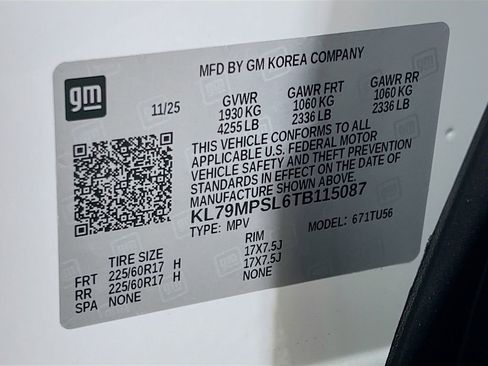 gm
MFD BY GM KOREA COMPANY
11/25
GVWR GAWR FRT GAWR RR
1930 KG 1060 KG 1060 KG
4255 LB 2336 LB 2336 LB
THIS VEHICLE CONFORMS TO ALL
APPLICABLE U.S. FEDERAL MOTOR
VEHICLE SAFETY AND THEFT PREVENTION
STANDARDS IN EFFECT ON THE DATE OF
MANUFACTURE SHOWN ABOVE.
KL79MPSL6TB115087
TYPE: MPV MODEL: 671TU56
TIRE SIZE RIM
FRT 225/60R17 H 17X7.5J
RR 225/60R17 H 17X7.5J
SPA NONE NONE